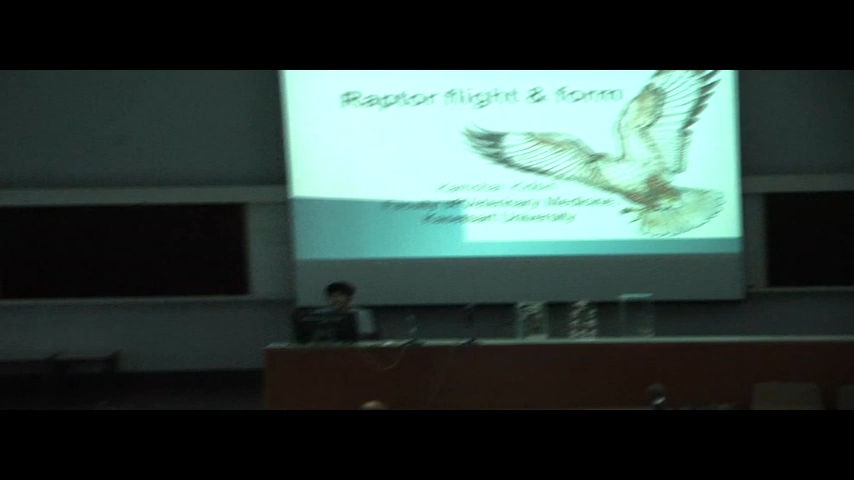 Raptor flight & form
Faculty of Veterinary Medicine
Kasetsart University